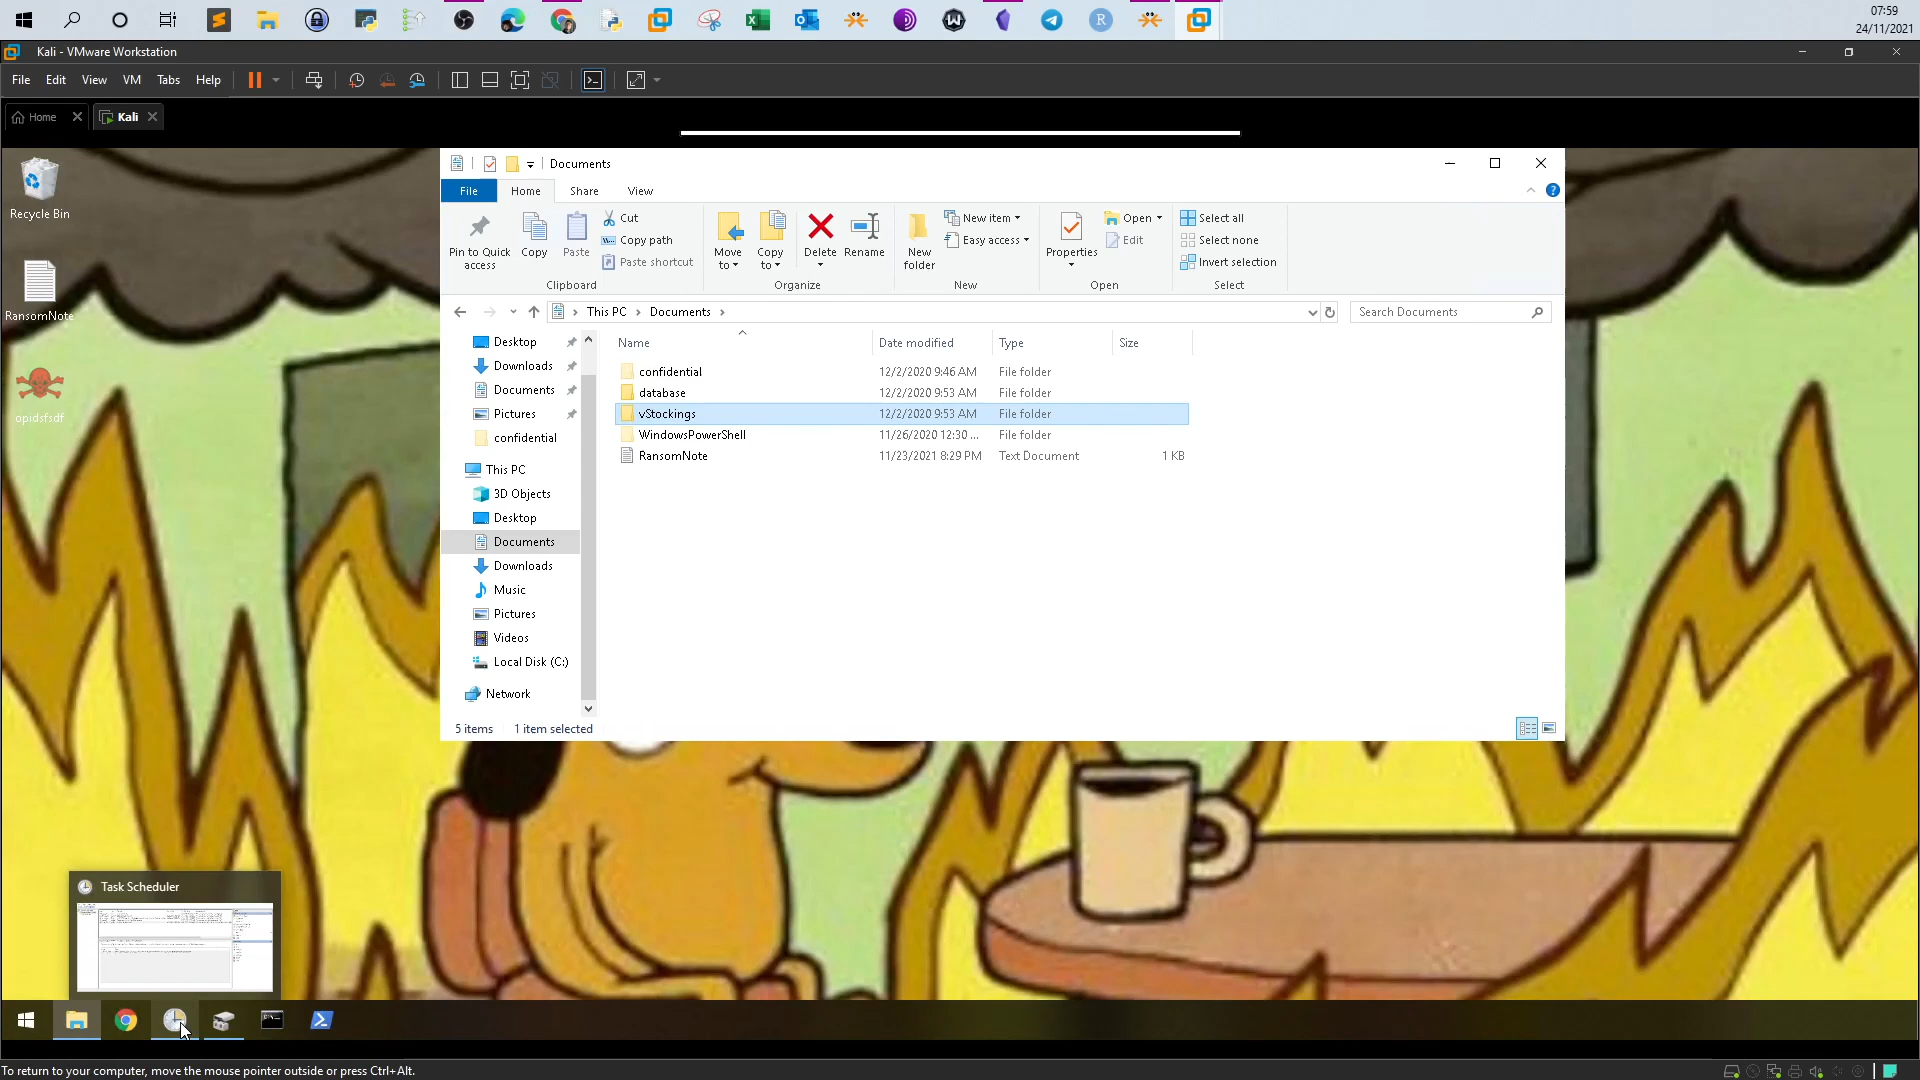 07:59
24/11/2021
Kali - VMware Workstation
File Edit View VM Tabs Help
Home Kali
Documents
Recycle Bin
RansomNote
opidsfsdf
File Home Share View
Pin to Quick access
Copy
Paste
Cut
Copy path
Paste shortcut
Clipboard
Move to
Copy to
Delete
Rename
Organize
New folder
New item
Easy access
New
Properties
Open
Edit
Open
Select all
Select none
Invert selection
Select
This PC Documents
Search Documents
Desktop
Downloads
Documents
Pictures
confidential
This PC
3D Objects
Desktop
Documents
Downloads
Music
Pictures
Videos
Local Disk (C:)
Network
Name Date modified Type Size
confidential 12/2/2020 9:46 AM File folder
database 12/2/2020 9:53 AM File folder
vStockings 12/2/2020 9:53 AM File folder
WindowsPowerShell 11/26/2020 12:30 ... File folder
RansomNote 11/23/2021 8:29 PM Text Document 1 KB
5 items 1 item selected
Task Scheduler
To return to your computer, move the mouse pointer outside or press Ctrl+Alt.